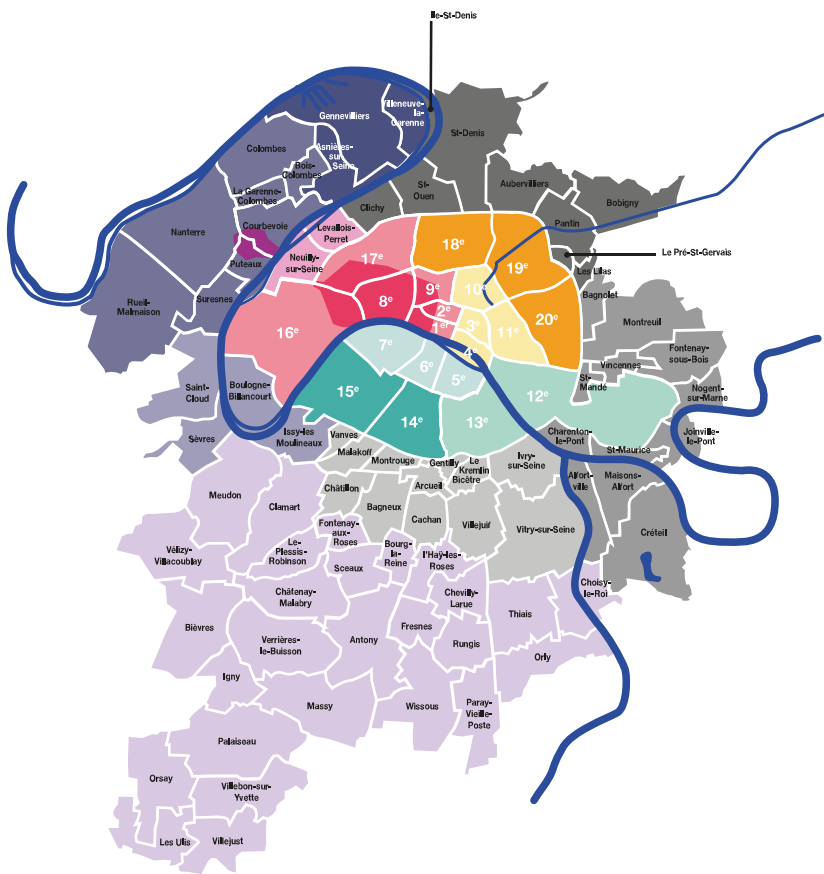 Ile-St-Denis
Villeneuve-
la-
Garenne
Gennevilliers
St-Denis
Colombes
Asnières-
sur-
Seine
Bois-
Colombes
La Garenne-
Colombes
St-
Ouen
Aubervilliers
Bobigny
Clichy
Pantin
Courbevoie
Levallois-
Perret
Nanterre
Puteaux
Neuilly-
sur-Seine
17e
18e
19e
Le Pré-St-Gervais
Les Lilas
Bagnolet
Rueil-
Malmaison
Suresnes
8e
9e
10e
2e
1er
3e
11e
20e
Montreuil
16e
4e
7e
6e
5e
Vincennes
Fontenay-
sous-Bois
St-
Mandé
Saint-
Cloud
Boulogne-
Billancourt
15e
14e
13e
12e
Nogent-
sur-Marne
Sèvres
Issy-les
Moulineaux
Vanves
Malakoff
Montrouge
Gentilly
Le
Kremlin
Bicêtre
Ivry-
sur-Seine
Charenton-
le-Pont
St-Maurice
Joinville-
le-Pont
Meudon
Clamart
Châtillon
Bagneux
Arcueil
Cachan
Villejuif
Vitry-sur-Seine
Alfort-
ville
Maisons-
Alfort
Créteil
Vélizy-
Villacoublay
Le-
Plessis-
Robinson
Fontenay-
aux-
Roses
Sceaux
Bourg-
la-
Reine
l'Haÿ-les-
Roses
Châtenay-
Malabry
Chevilly-
Larue
Thiais
Choisy-
le-Roi
Bièvres
Verrières-
le-Buisson
Antony
Fresnes
Rungis
Orly
Igny
Massy
Wissous
Paray-
Vieille-
Poste
Palaiseau
Orsay
Villebon-sur-
Yvette
Les Ulis
Villejust